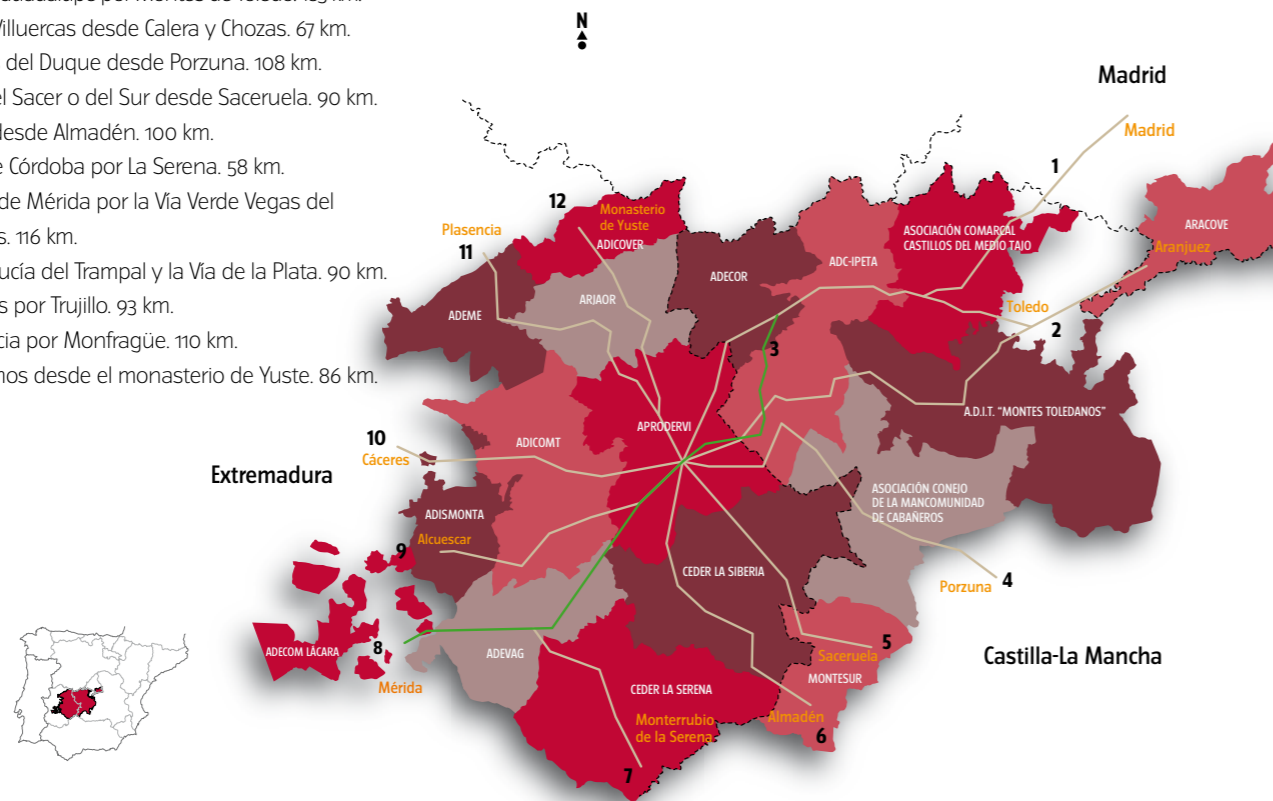 Villuercas desde Calera y Chozas. 67 km.
del Duque desde Porzuna. 108 km.
el Sacer o del Sur desde Saceruela. 90 km.
desde Almadén. 100 km.
e Córdoba por La Serena. 58 km.
de Mérida por la Vía Verde Vegas del
s. 116 km.
ucía del Trampal y la Vía de la Plata. 90 km.
s por Trujillo. 93 km.
cia por Monfragüe. 110 km.
nos desde el monasterio de Yuste. 86 km.
N
Madrid
Madrid
1
12
Monasterio
de Yuste
ADICOVER
Plasencia
11
ASOCIACIÓN COMARCAL
CASTILLOS DEL MEDIO TAJO
ARACOVE
Aranjuez
ADECOR
ADC-IPETA
ARJAOR
ADEME
Toledo
2
3
A.D.I.T. "MONTES TOLEDANOS"
APRODERVI
10
Cáceres
ADICOMT
Extremadura
ASOCIACIÓN CONEJO
DE LA MANCOMUNIDAD
DE CABAÑEROS
ADISMONTA
Alcuescar
9
CEDER LA SIBERIA
Porzuna
4
ADECOM LÁCARA
8
ADEVAG
Mérida
5
Saceruela
MONTESUR
Castilla-La Mancha
CEDER LA SERENA
Monterrubio
de la Serena
Almadén
6
7